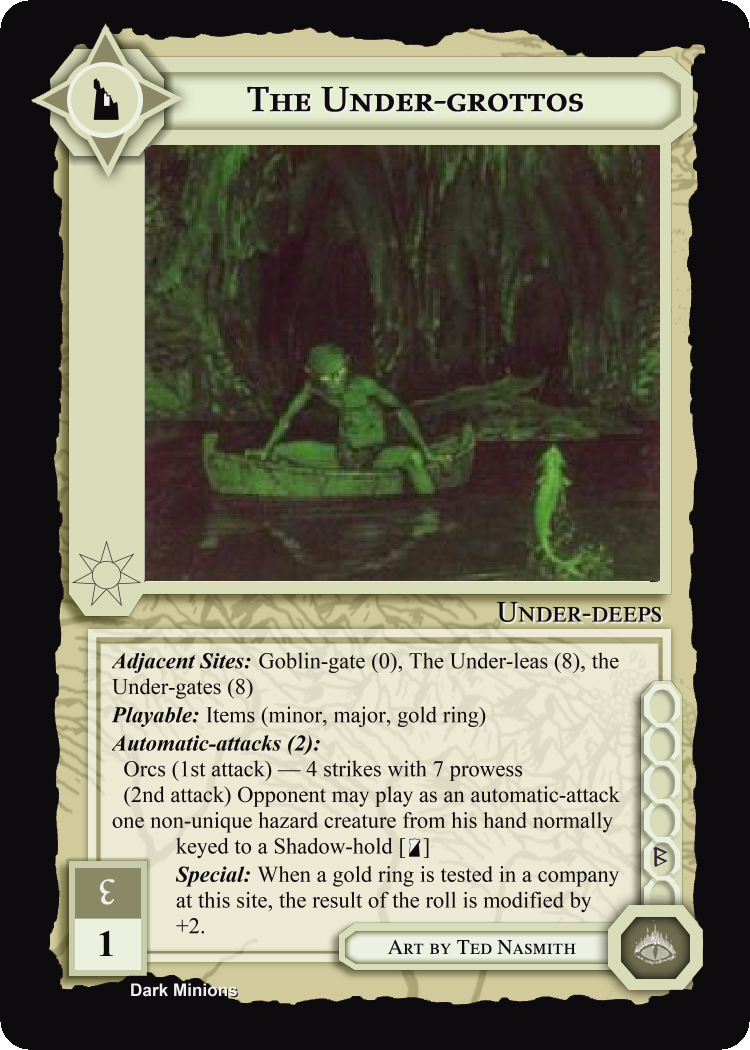 The Under-grottos
Under-deeps
Adjacent Sites: Goblin-gate (0), The Under-leas (8), the
Under-gates (8)
Playable: Items (minor, major, gold ring)
Automatic-attacks (2):
Orcs (1st attack) — 4 strikes with 7 prowess
(2nd attack) Opponent may play as an automatic-attack
one non-unique hazard creature from his hand normally
keyed to a Shadow-hold [ ]
Special: When a gold ring is tested in a company
at this site, the result of the roll is modified by
+2.
1
Art by Ted Nasmith
Dark Minions